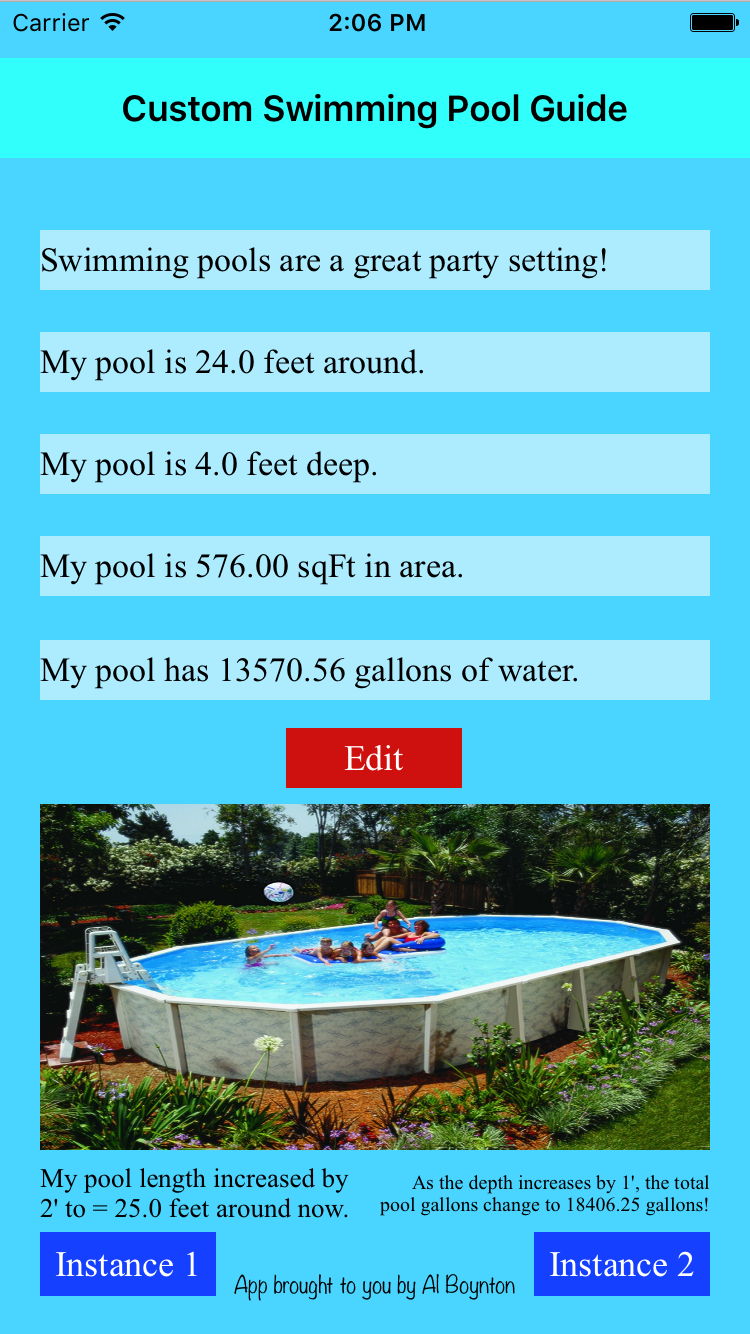 Carrier 2:06 PM
Custom Swimming Pool Guide
Swimming pools are a great party setting!
My pool is 24.0 feet around.
My pool is 4.0 feet deep.
My pool is 576.00 sqFt in area.
My pool has 13570.56 gallons of water.
Edit
My pool length increased by
2' to = 25.0 feet around now.
As the depth increases by 1', the total
pool gallons change to 18406.25 gallons!
Instance 1
App brought to you by Al Boynton
Instance 2